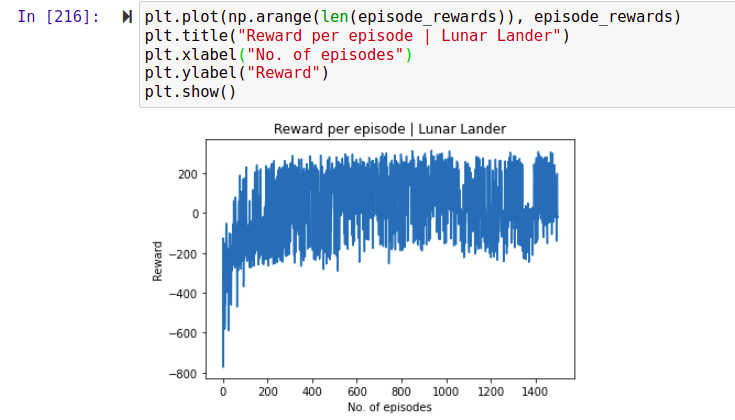 In [216]:
plt.plot(np.arange(len(episode_rewards)), episode_rewards)
plt.title("Reward per episode | Lunar Lander")
plt.xlabel("No. of episodes")
plt.ylabel("Reward")
plt.show()
Reward per episode | Lunar Lander
Reward
200
0
−200
−400
−600
−800
0 200 400 600 800 1000 1200 1400
No. of episodes